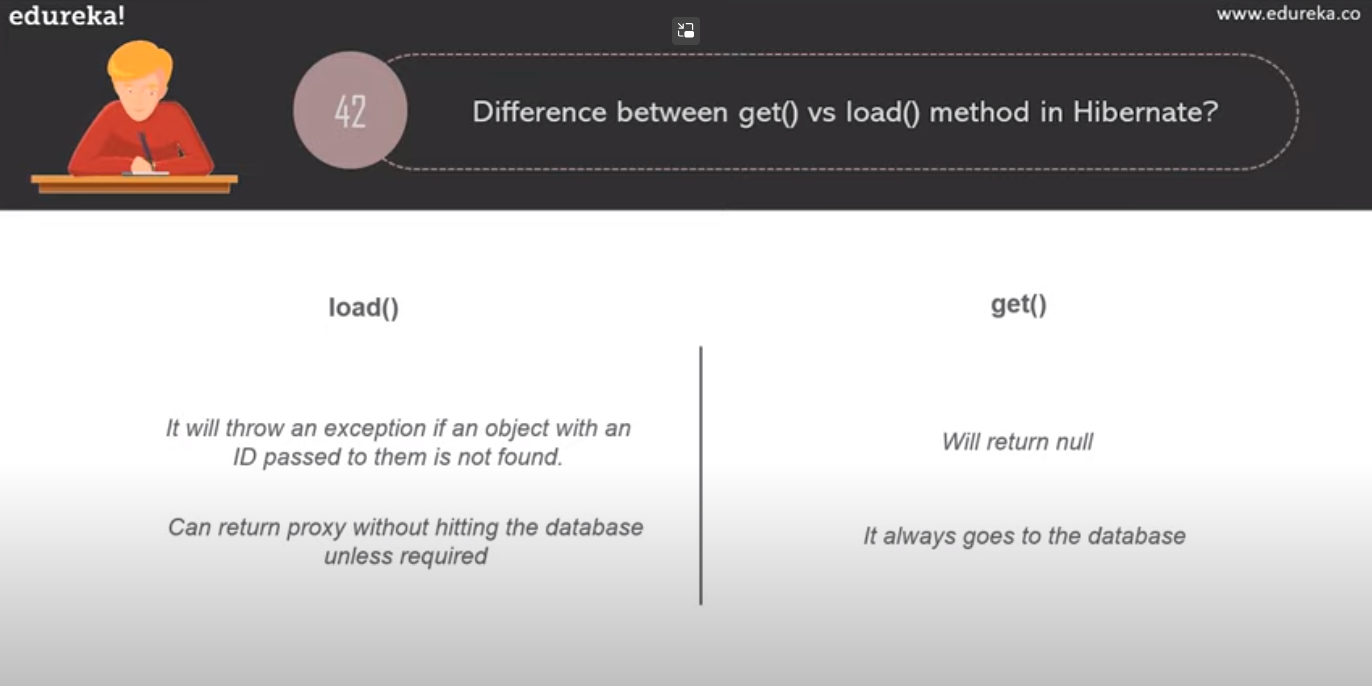 edureka!
www.edureka.co
42
Difference between get() vs load() method in Hibernate?
load()
get()
It will throw an exception if an object with an
ID passed to them is not found.
Will return null
Can return proxy without hitting the database
unless required
It always goes to the database